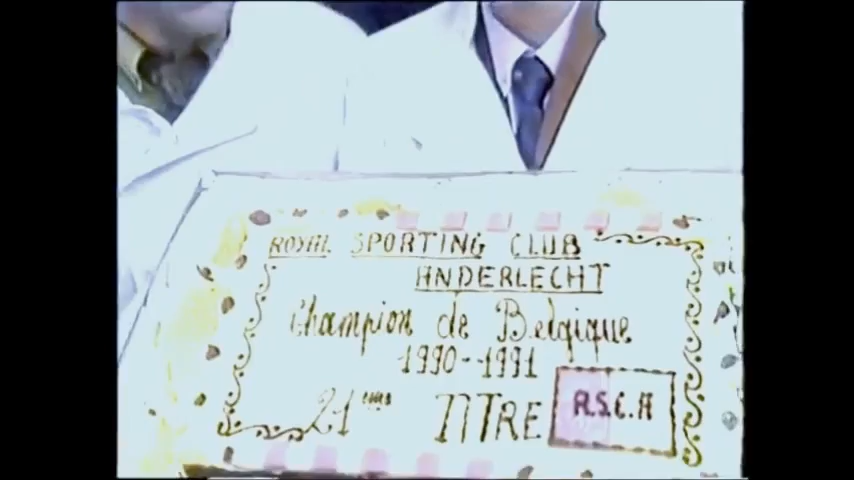 ROYAL SPORTING CLUB
ANDERLECHT
Champion de Belgique
1990-1991
21ème TITRE
R.S.C.A